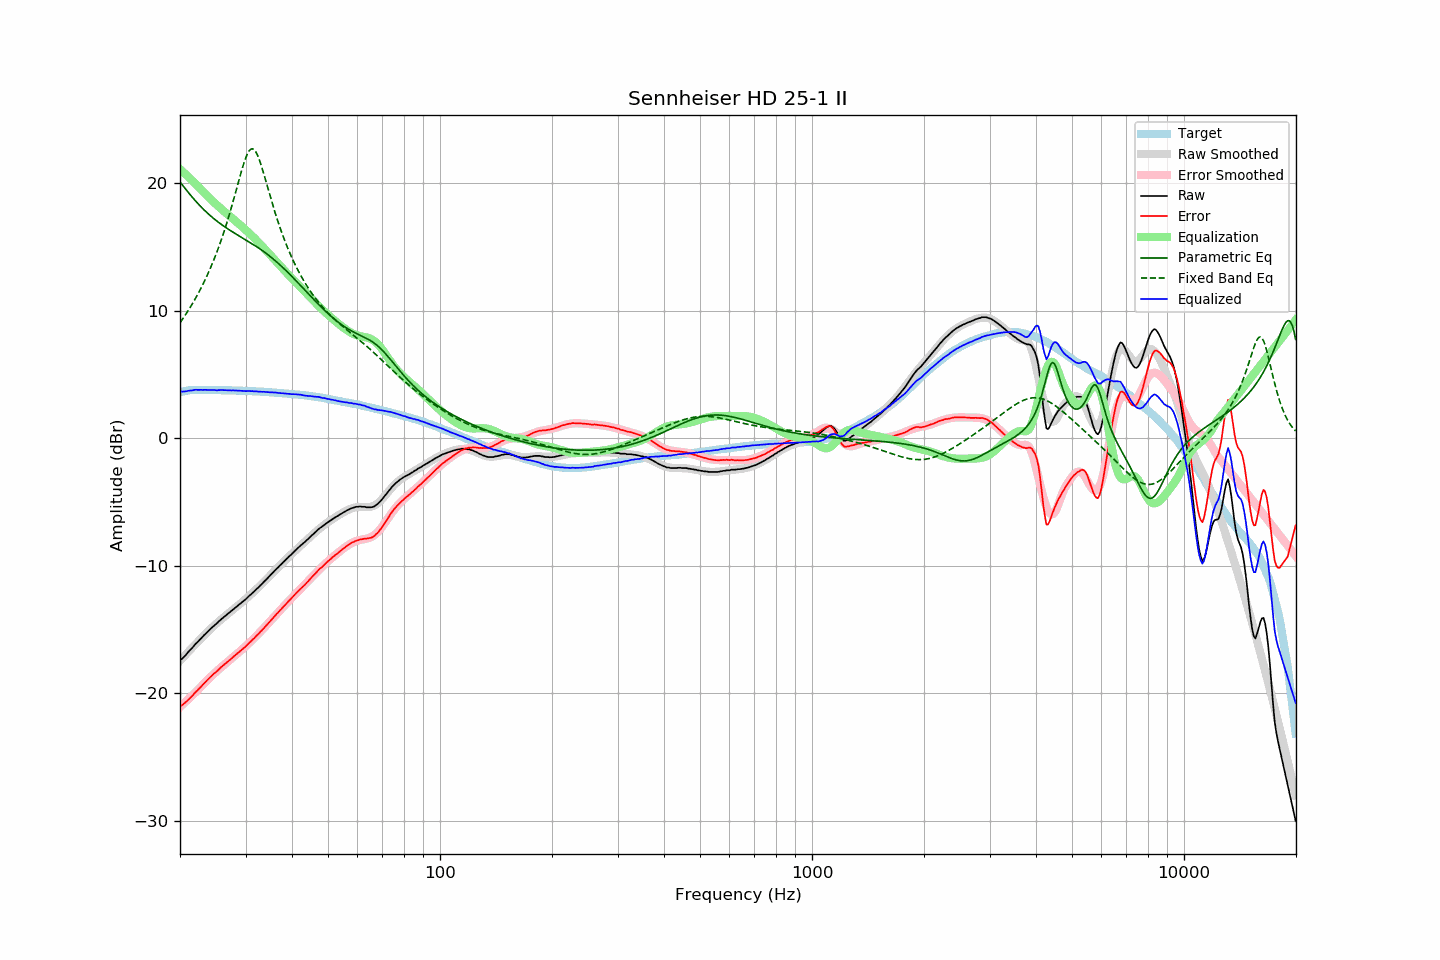 Sennheiser HD 25-1 II
Target
Raw Smoothed
Error Smoothed
Raw
Error
Equalization
Parametric Eq
Fixed Band Eq
Equalized
20
10
0
−10
−20
−30
Amplitude (dBr)
100
1000
10000
Frequency (Hz)